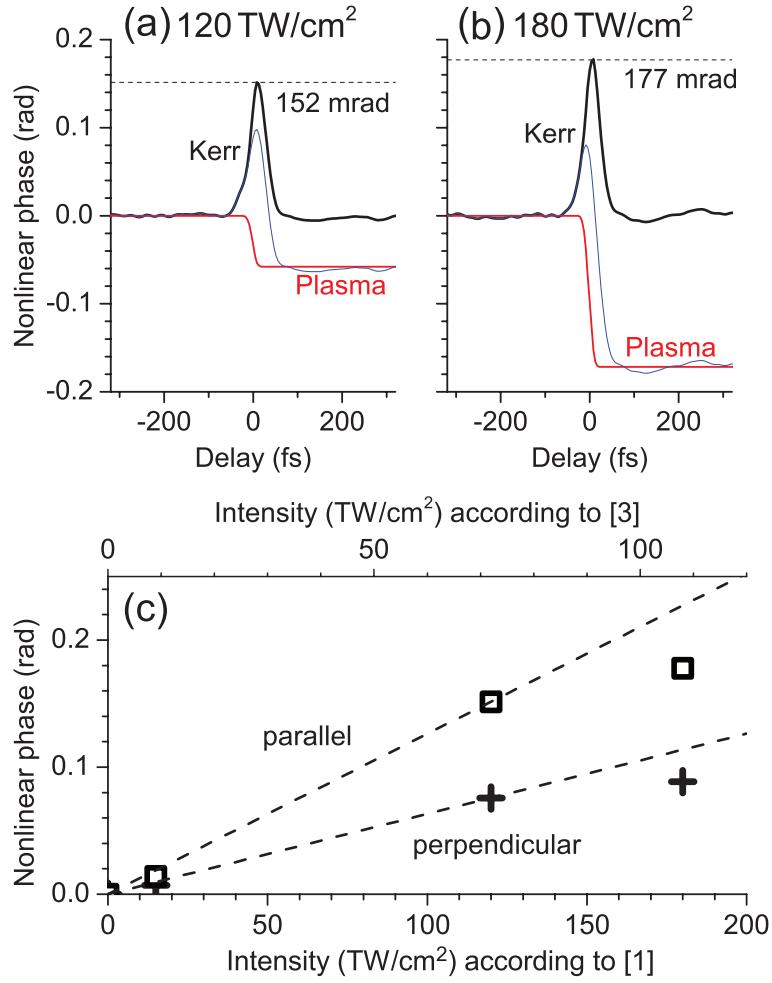 (a) 120 TW/cm²
(b) 180 TW/cm²
0.2
0.1
0.0
-0.1
-0.2
Nonlinear phase (rad)
152 mrad
Kerr
Plasma
-200 0 200
Delay (fs)
177 mrad
Kerr
Plasma
-200 0 200
Delay (fs)
Intensity (TW/cm²) according to [3]
0 50 100
(c)
0.2
0.1
0.0
Nonlinear phase (rad)
parallel
perpendicular
0 50 100 150 200
Intensity (TW/cm²) according to [1]